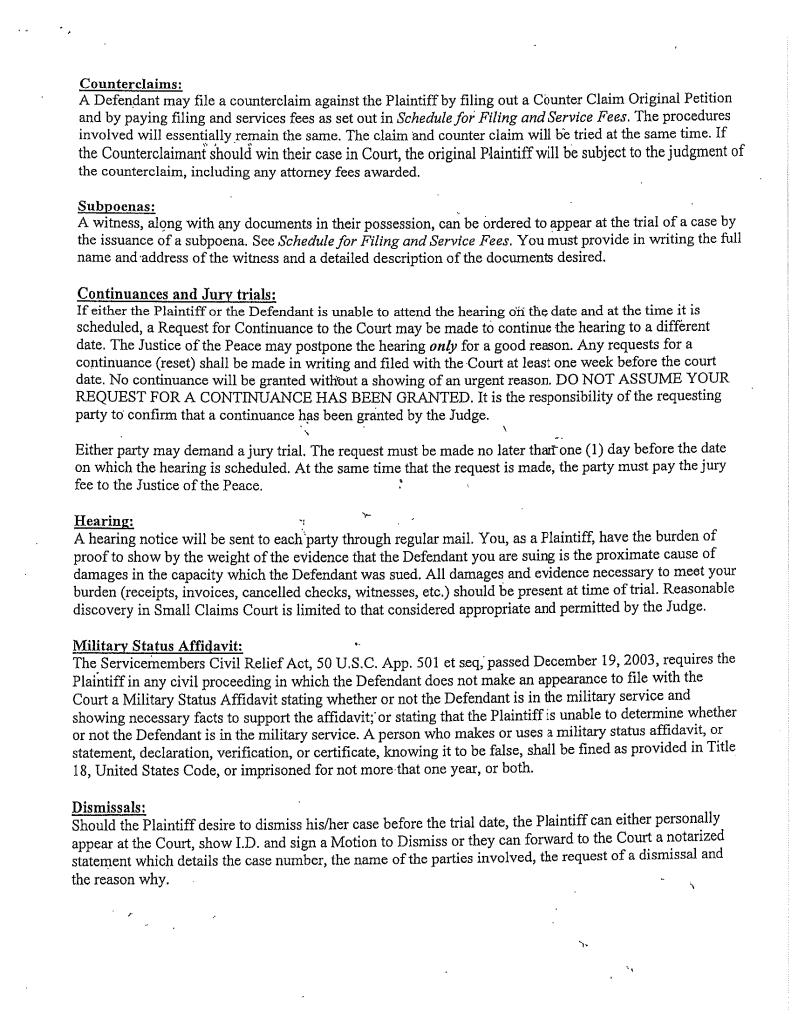 Counterclaims:
A Defendant may file a counterclaim against the Plaintiff by filing out a Counter Claim Original Petition
and by paying filing and services fees as set out in Schedule for Filing and Service Fees. The procedures
involved will essentially remain the same. The claim and counter claim will be tried at the same time. If
the Counterclaimant should win their case in Court, the original Plaintiff will be subject to the judgment of
the counterclaim, including any attorney fees awarded.
Subpoenas:
A witness, along with any documents in their possession, can be ordered to appear at the trial of a case by
the issuance of a subpoena. See Schedule for Filing and Service Fees. You must provide in writing the full
name and address of the witness and a detailed description of the documents desired.
Continuances and Jury trials:
If either the Plaintiff or the Defendant is unable to attend the hearing on the date and at the time it is
scheduled, a Request for Continuance to the Court may be made to continue the hearing to a different
date. The Justice of the Peace may postpone the hearing only for a good reason. Any requests for a
continuance (reset) shall be made in writing and filed with the Court at least one week before the court
date. No continuance will be granted without a showing of an urgent reason. DO NOT ASSUME YOUR
REQUEST FOR A CONTINUANCE HAS BEEN GRANTED. It is the responsibility of the requesting
party to confirm that a continuance has been granted by the Judge.
Either party may demand a jury trial. The request must be made no later than one (1) day before the date
on which the hearing is scheduled. At the same time that the request is made, the party must pay the jury
fee to the Justice of the Peace.
Hearing:
A hearing notice will be sent to each party through regular mail. You, as a Plaintiff, have the burden of
proof to show by the weight of the evidence that the Defendant you are suing is the proximate cause of
damages in the capacity which the Defendant was sued. All damages and evidence necessary to meet your
burden (receipts, invoices, cancelled checks, witnesses, etc.) should be present at time of trial. Reasonable
discovery in Small Claims Court is limited to that considered appropriate and permitted by the Judge.
Military Status Affidavit:
The Servicemembers Civil Relief Act, 50 U.S.C. App. 501 et seq, passed December 19, 2003, requires the
Plaintiff in any civil proceeding in which the Defendant does not make an appearance to file with the
Court a Military Status Affidavit stating whether or not the Defendant is in the military service and
showing necessary facts to support the affidavit; or stating that the Plaintiff is unable to determine whether
or not the Defendant is in the military service. A person who makes or uses a military status affidavit, or
statement, declaration, verification, or certificate, knowing it to be false, shall be fined as provided in Title
18, United States Code, or imprisoned for not more that one year, or both.
Dismissals:
Should the Plaintiff desire to dismiss his/her case before the trial date, the Plaintiff can either personally
appear at the Court, show I.D. and sign a Motion to Dismiss or they can forward to the Court a notarized
statement which details the case number, the name of the parties involved, the request of a dismissal and
the reason why.